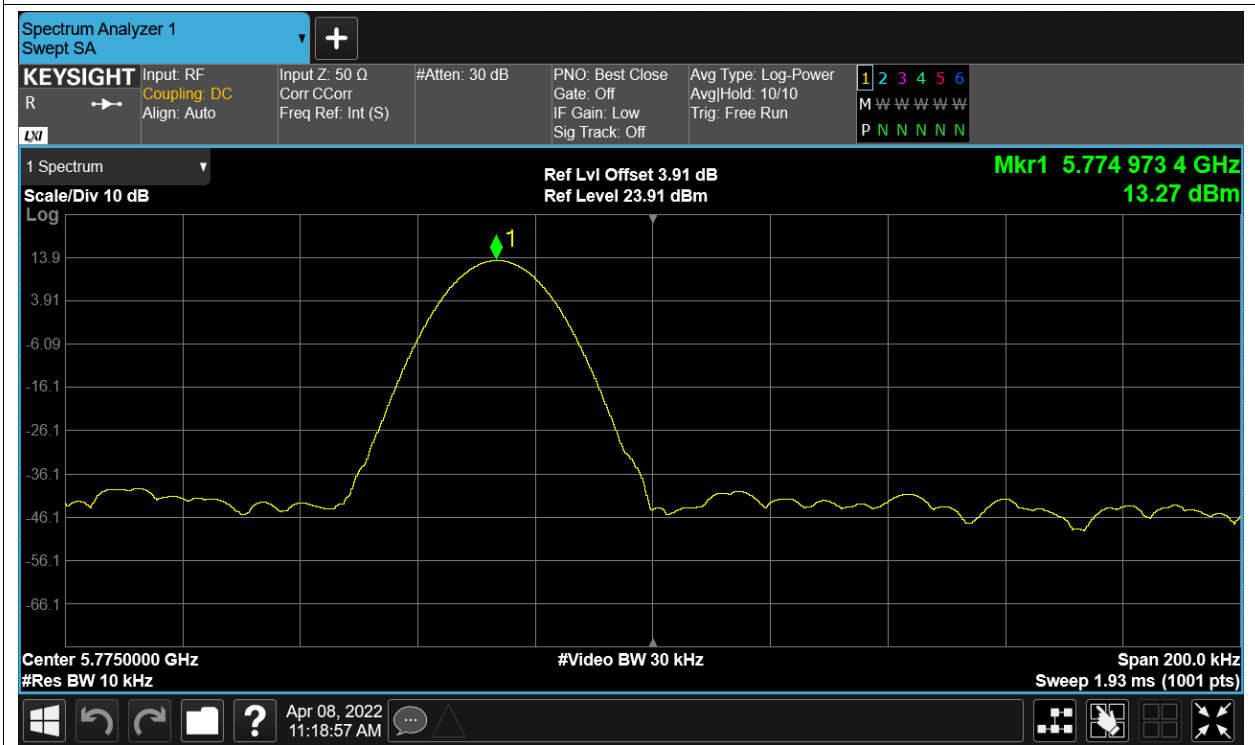 Spectrum Analyzer 1
Swept SA
KEYSIGHT
R
LXI
Input: RF
Coupling: DC
Align: Auto
Input Z: 50 Ω
Corr CCorr
Freq Ref: Int (S)
#Atten: 30 dB
PNO: Best Close
Gate: Off
IF Gain: Low
Sig Track: Off
Avg Type: Log-Power
Avg|Hold: 10/10
Trig: Free Run
1 2 3 4 5 6
M W W W W W W
P N N N N N N
1 Spectrum
Scale/Div 10 dB
Log
Ref Lvl Offset 3.91 dB
Ref Level 23.91 dBm
Mkr1 5.774 973 4 GHz
13.27 dBm
1
13.9
3.91
-6.09
-16.1
-26.1
-36.1
-46.1
-56.1
-66.1
Center 5.7750000 GHz
#Res BW 10 kHz
#Video BW 30 kHz
Span 200.0 kHz
Sweep 1.93 ms (1001 pts)
?
Apr 08, 2022
11:18:57 AM